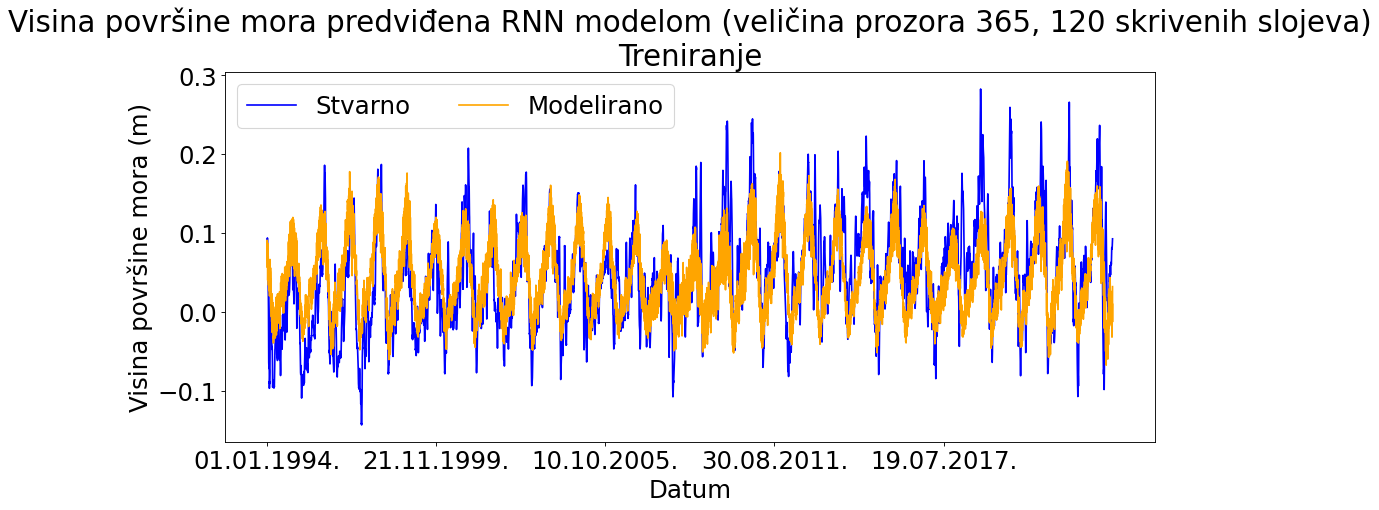 Visina površine mora predviđena RNN modelom (veličina prozora 365, 120 skrivenih slojeva)
Treniranje
Stvarno
Modelirano
Visina površine mora (m)
0.3
0.2
0.1
0.0
−0.1
01.01.1994.
21.11.1999.
10.10.2005.
30.08.2011.
19.07.2017.
Datum